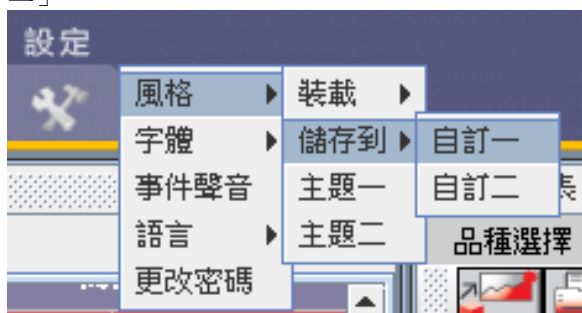 設定
風格
字體
事件聲音
語言
更改密碼
裝載
儲存到
主題一
主題二
自訂一
自訂二
表
品種選擇